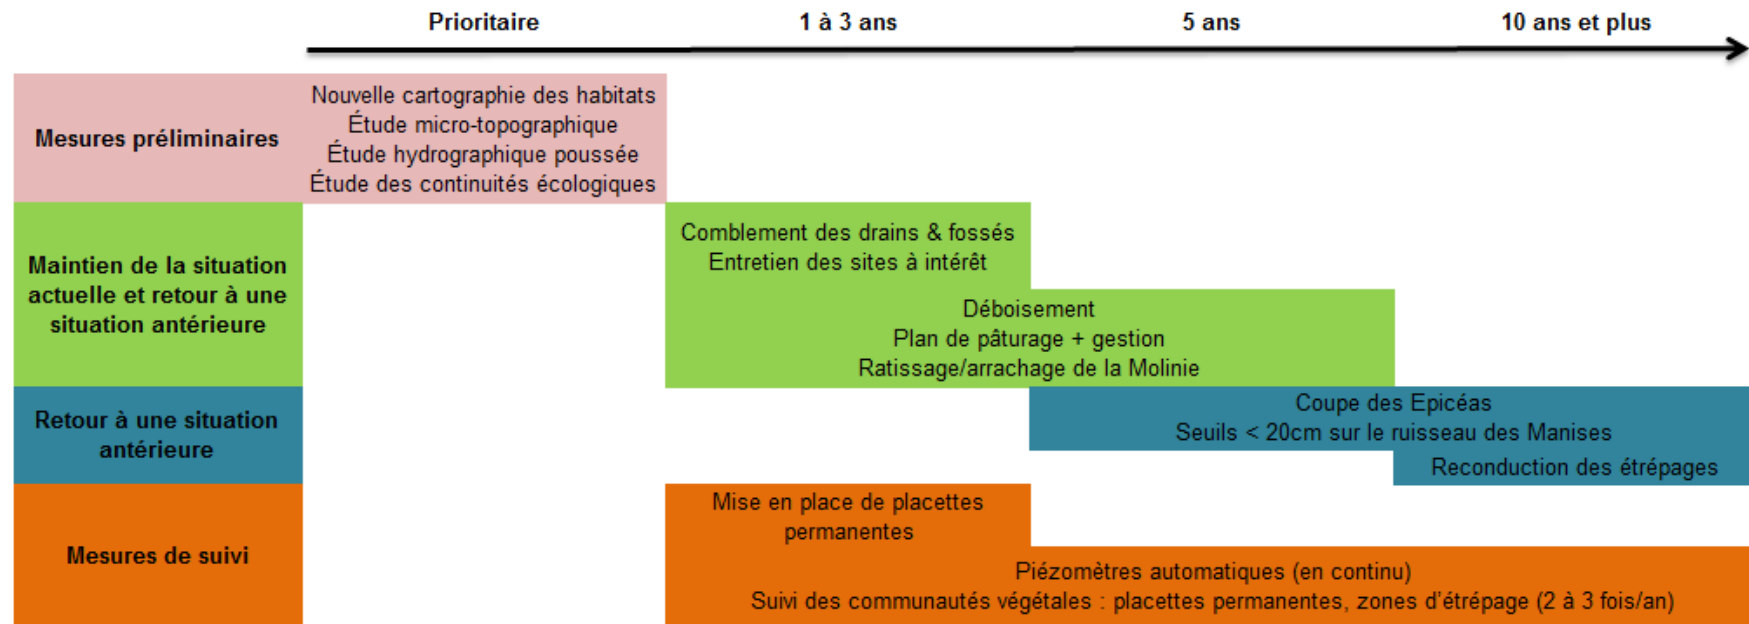 Prioritaire
1 à 3 ans
5 ans
10 ans et plus
Mesures préliminaires
Nouvelle cartographie des habitats
Étude micro-topographique
Étude hydrographique poussée
Étude des continuités écologiques
Maintien de la situation
actuelle et retour à une
situation antérieure
Comblement des drains & fossés
Entretien des sites à intérêt
Déboisement
Plan de pâturage + gestion
Ratissage/arrachage de la Molinie
Retour à une situation
antérieure
Coupe des Epicéas
Seuils < 20cm sur le ruisseau des Manises
Reconduction des étrépages
Mesures de suivi
Mise en place de placettes
permanentes
Piézomètres automatiques (en continu)
Suivi des communautés végétales : placettes permanentes, zones d'étrépage (2 à 3 fois/an)